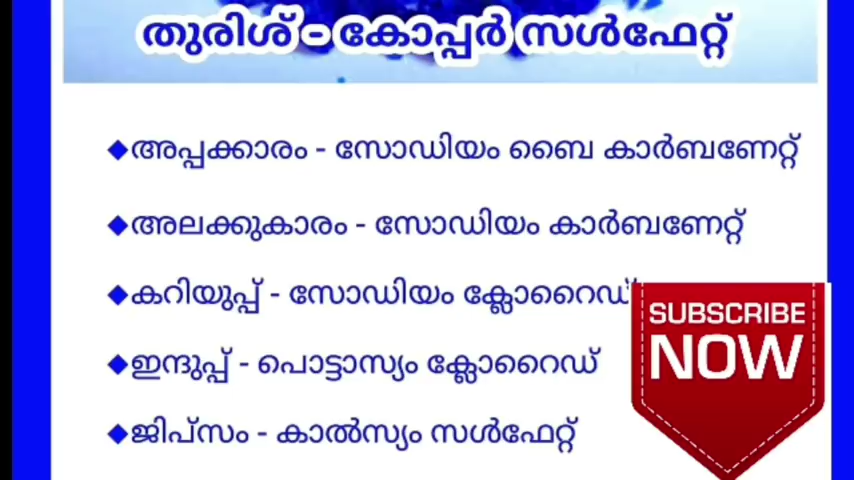 തുരിശ് - കോപ്പർ സൾഫേറ്റ്
◆അപ്പക്കാരം - സോഡിയം ബൈ കാർബണേറ്റ്
◆അലക്കുകാരം - സോഡിയം കാർബണേറ്റ്
◆കറിയുപ്പ് - സോഡിയം ക്ലോറൈഡ്
◆ഇന്ദുപ്പ് - പൊട്ടാസ്യം ക്ലോറൈഡ്
◆ജിപ്സം - കാൽസ്യം സൾഫേറ്റ്
SUBSCRIBE
NOW